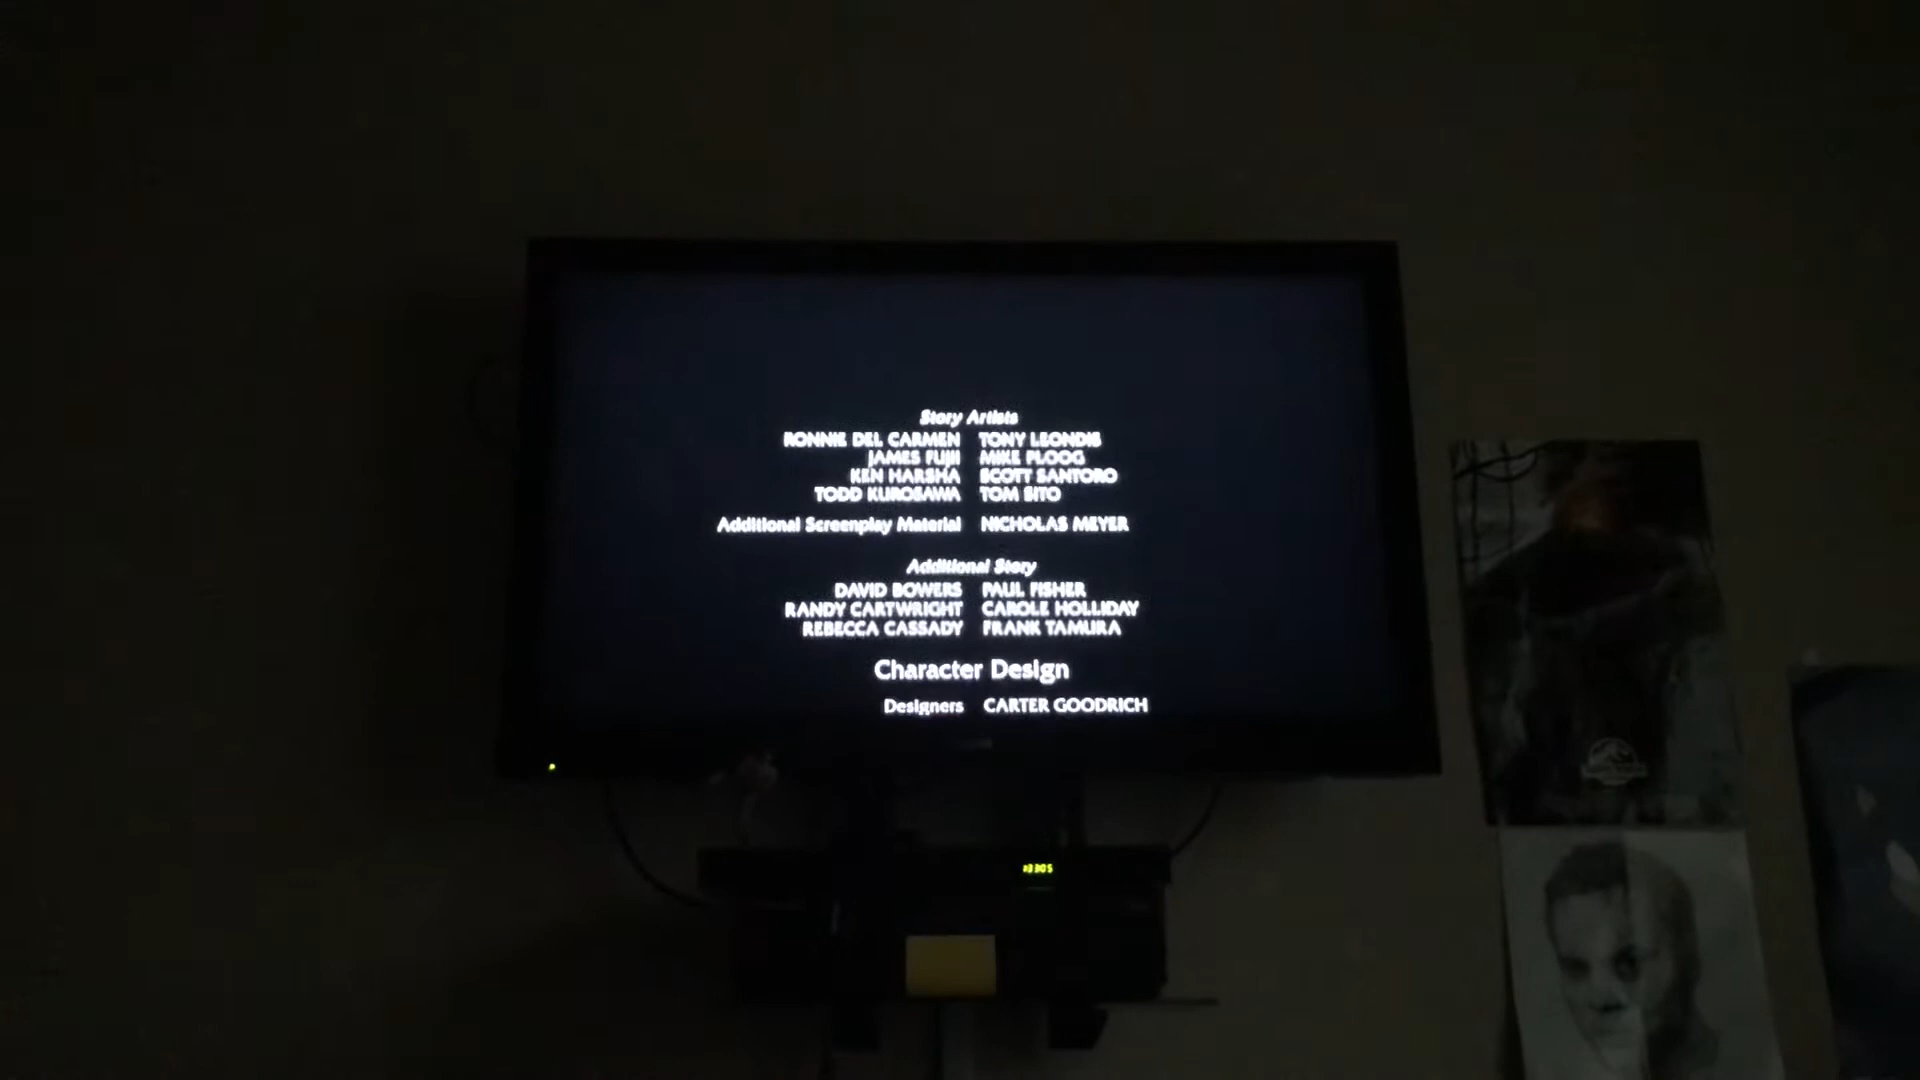 Story Artists
RONNIE DEL CARMEN TONY LEONDIS
JAMES FUJII MIKE PLOOG
KEN HARSHA SCOTT SANTORO
TODD KUROSAWA TOM SITO
Additional Screenplay Material NICHOLAS MEYER
Additional Story
DAVID BOWERS PAUL FISHER
RANDY CARTWRIGHT CAROLE HOLLIDAY
REBECCA CASSADY FRANK TAMURA
Character Design
Designers CARTER GOODRICH